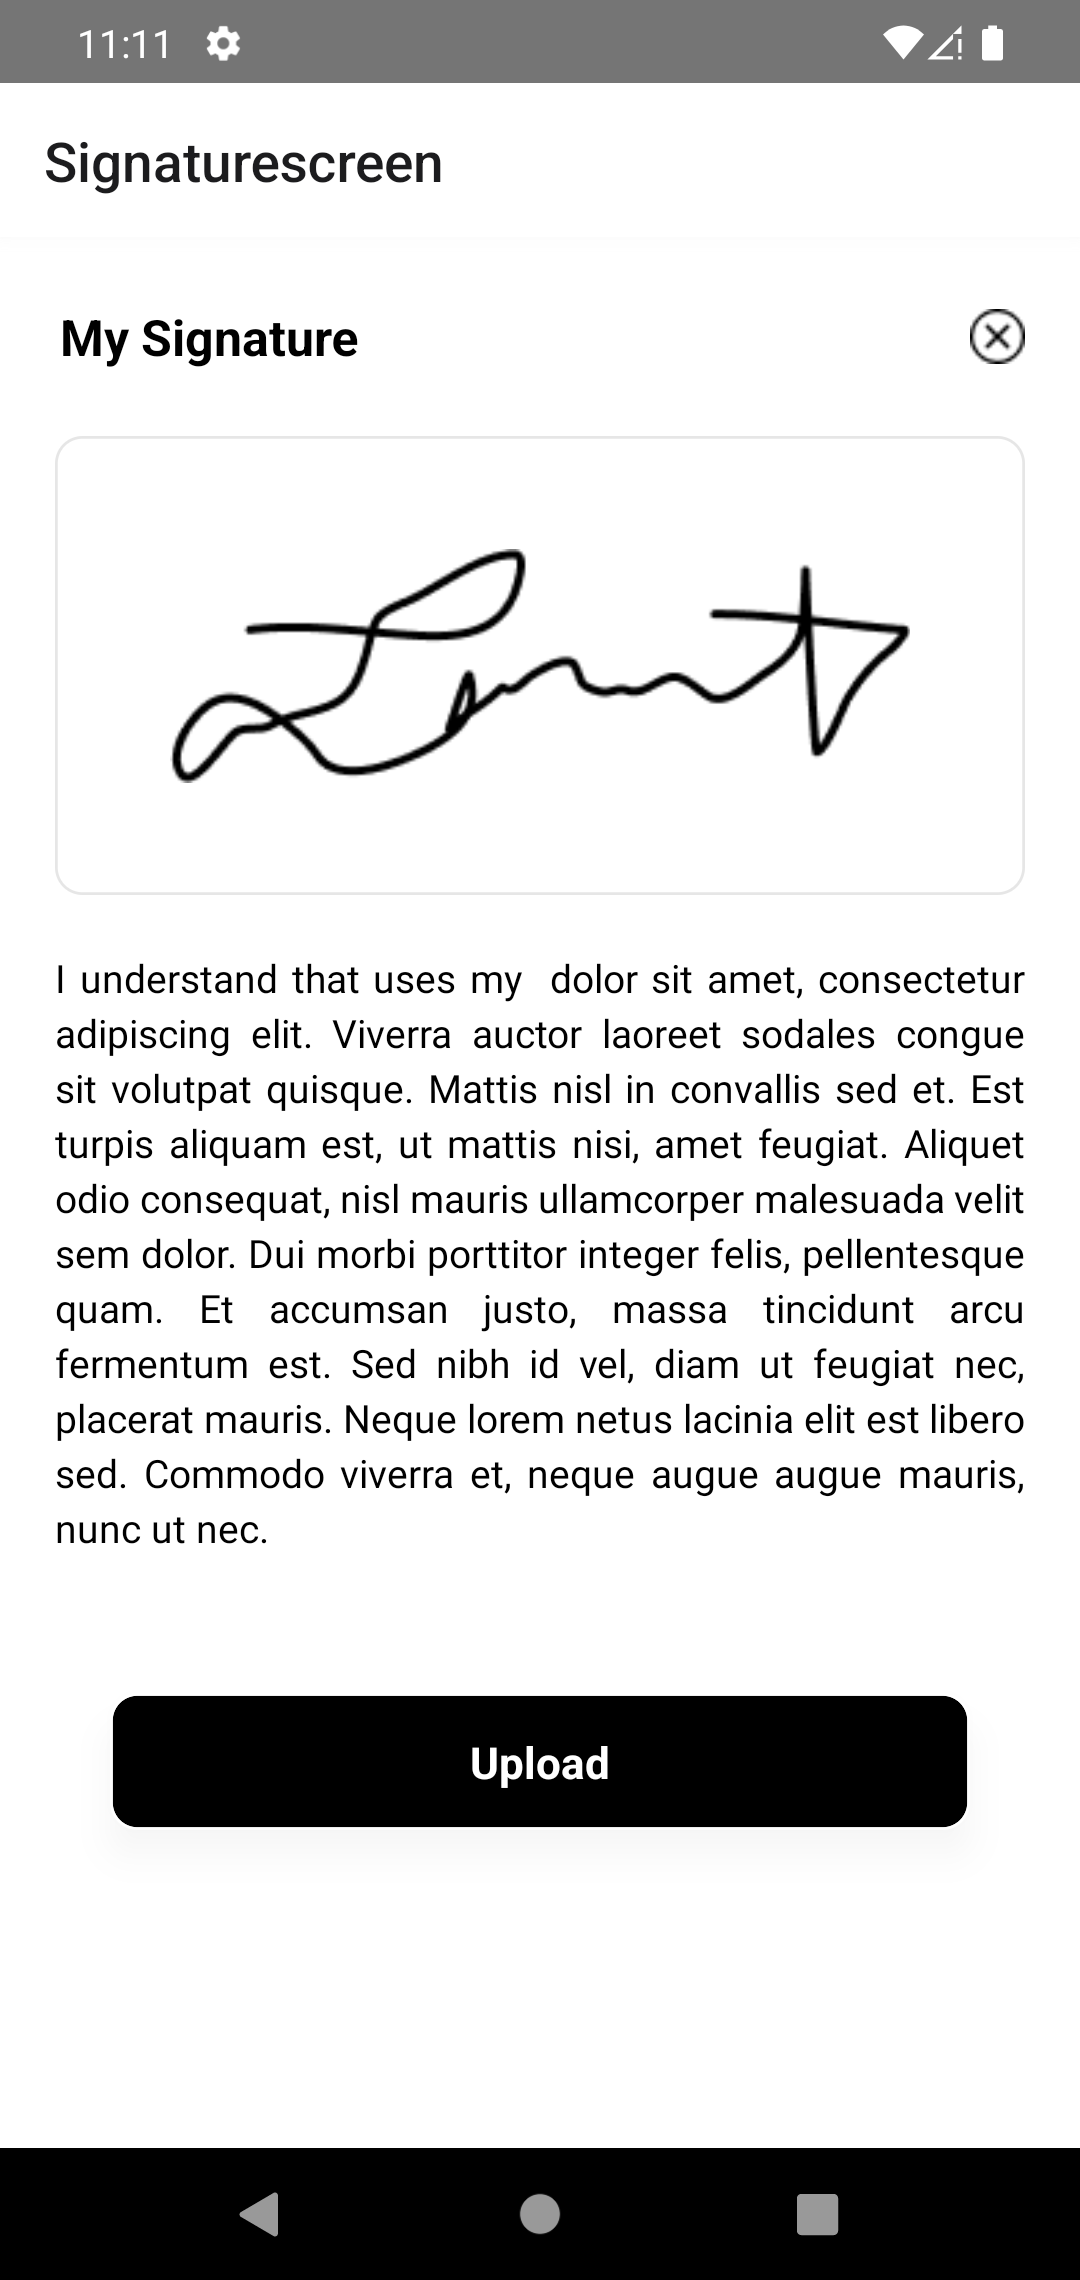 11:11
Signaturescreen
My Signature
I understand that uses my  dolor sit amet, consectetur
adipiscing elit. Viverra auctor laoreet sodales congue
sit volutpat quisque. Mattis nisl in convallis sed et. Est
turpis aliquam est, ut mattis nisi, amet feugiat. Aliquet
odio consequat, nisl mauris ullamcorper malesuada velit
sem dolor. Dui morbi porttitor integer felis, pellentesque
quam. Et accumsan justo, massa tincidunt arcu
fermentum est. Sed nibh id vel, diam ut feugiat nec,
placerat mauris. Neque lorem netus lacinia elit est libero
sed. Commodo viverra et, neque augue augue mauris,
nunc ut nec.
Upload